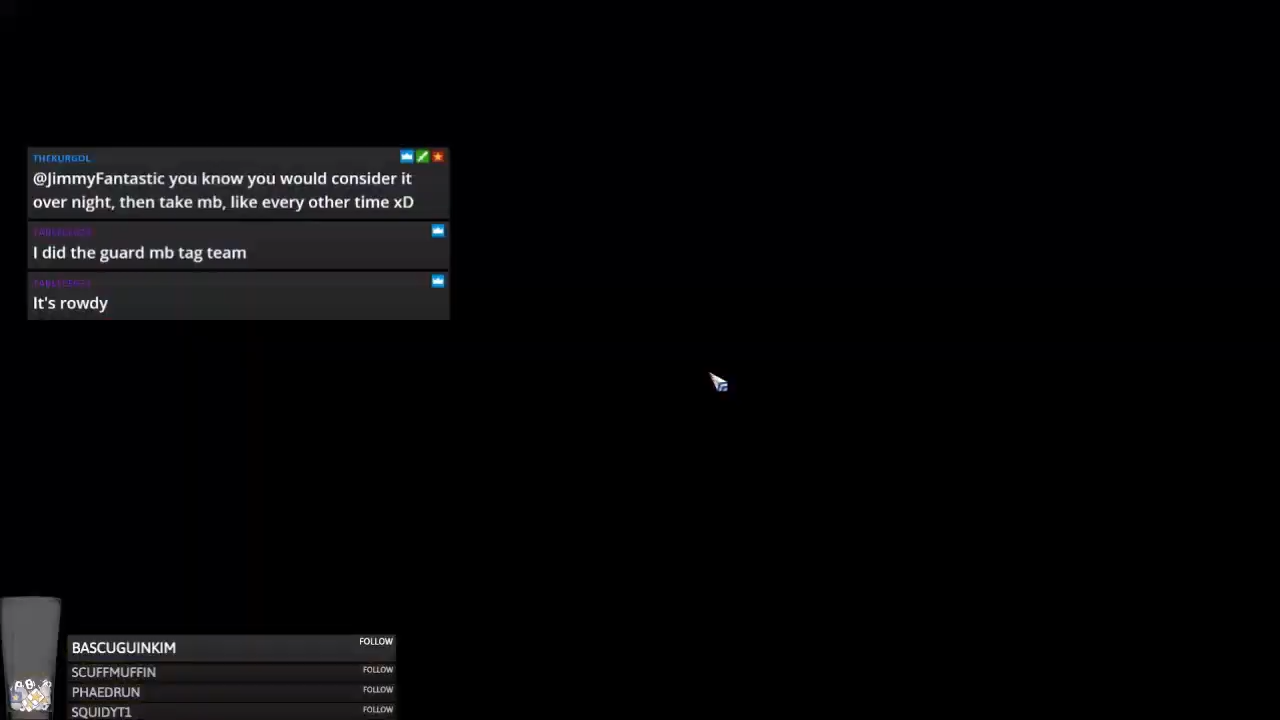 THEKURGOL
@JimmyFantastic you know you would consider it
over night, then take mb, like every other time xD
I did the guard mb tag team
It's rowdy
BASCUGUINKIM FOLLOW
SCUFFMUFFIN FOLLOW
PHAEDRUN FOLLOW
SQUIDYT1 FOLLOW